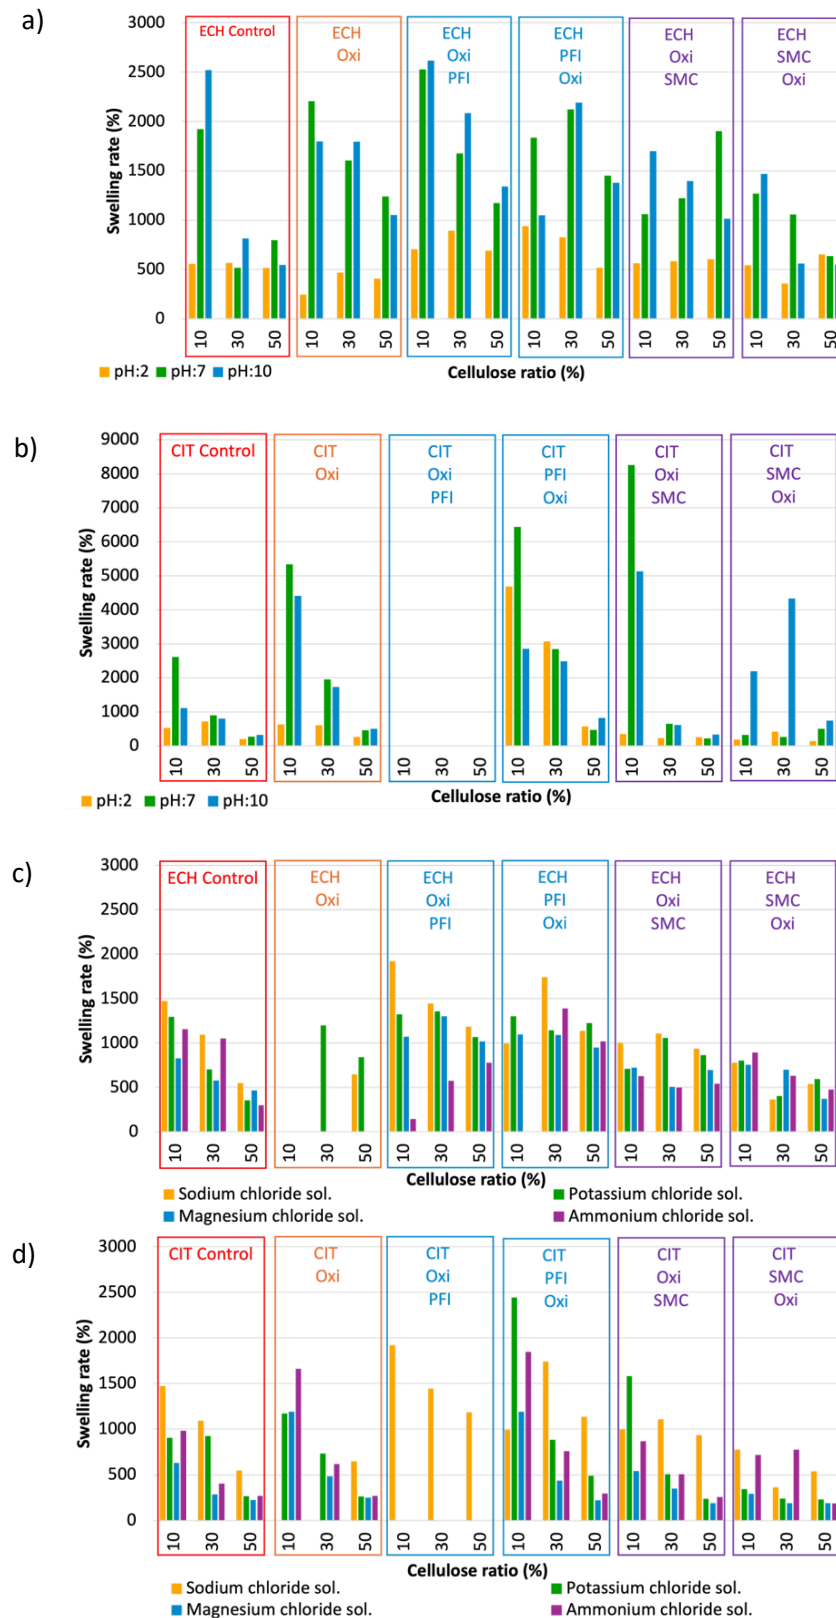 a)
3000
2500
2000
1500
1000
500
0
Swelling rate (%)
ECH Control
ECH
Oxi
ECH
Oxi
PFI
ECH
PFI
Oxi
ECH
Oxi
SMC
ECH
SMC
Oxi
10 30 50 10 30 50 10 30 50 10 30 50 10 30 50 10 30 50
pH:2 pH:7 pH:10
Cellulose ratio (%)
b)
9000
8000
7000
6000
5000
4000
3000
2000
1000
0
Swelling rate (%)
CIT Control
CIT
Oxi
CIT
Oxi
PFI
CIT
PFI
Oxi
CIT
Oxi
SMC
CIT
SMC
Oxi
10 30 50 10 30 50 10 30 50 10 30 50 10 30 50 10 30 50
pH:2 pH:7 pH:10
Cellulose ratio (%)
c)
3000
2500
2000
1500
1000
500
0
Swelling rate (%)
ECH Control
ECH
Oxi
ECH
Oxi
PFI
ECH
PFI
Oxi
ECH
Oxi
SMC
ECH
SMC
Oxi
10 30 50 10 30 50 10 30 50 10 30 50 10 30 50 10 30 50
Cellulose ratio (%)
Sodium chloride sol. Potassium chloride sol.
Magnesium chloride sol. Ammonium chloride sol.
d)
3000
2500
2000
1500
1000
500
0
Swelling rate (%)
CIT Control
CIT
Oxi
CIT
Oxi
PFI
CIT
PFI
Oxi
CIT
Oxi
SMC
CIT
SMC
Oxi
10 30 50 10 30 50 10 30 50 10 30 50 10 30 50 10 30 50
Cellulose ratio (%)
Sodium chloride sol. Potassium chloride sol.
Magnesium chloride sol. Ammonium chloride sol.